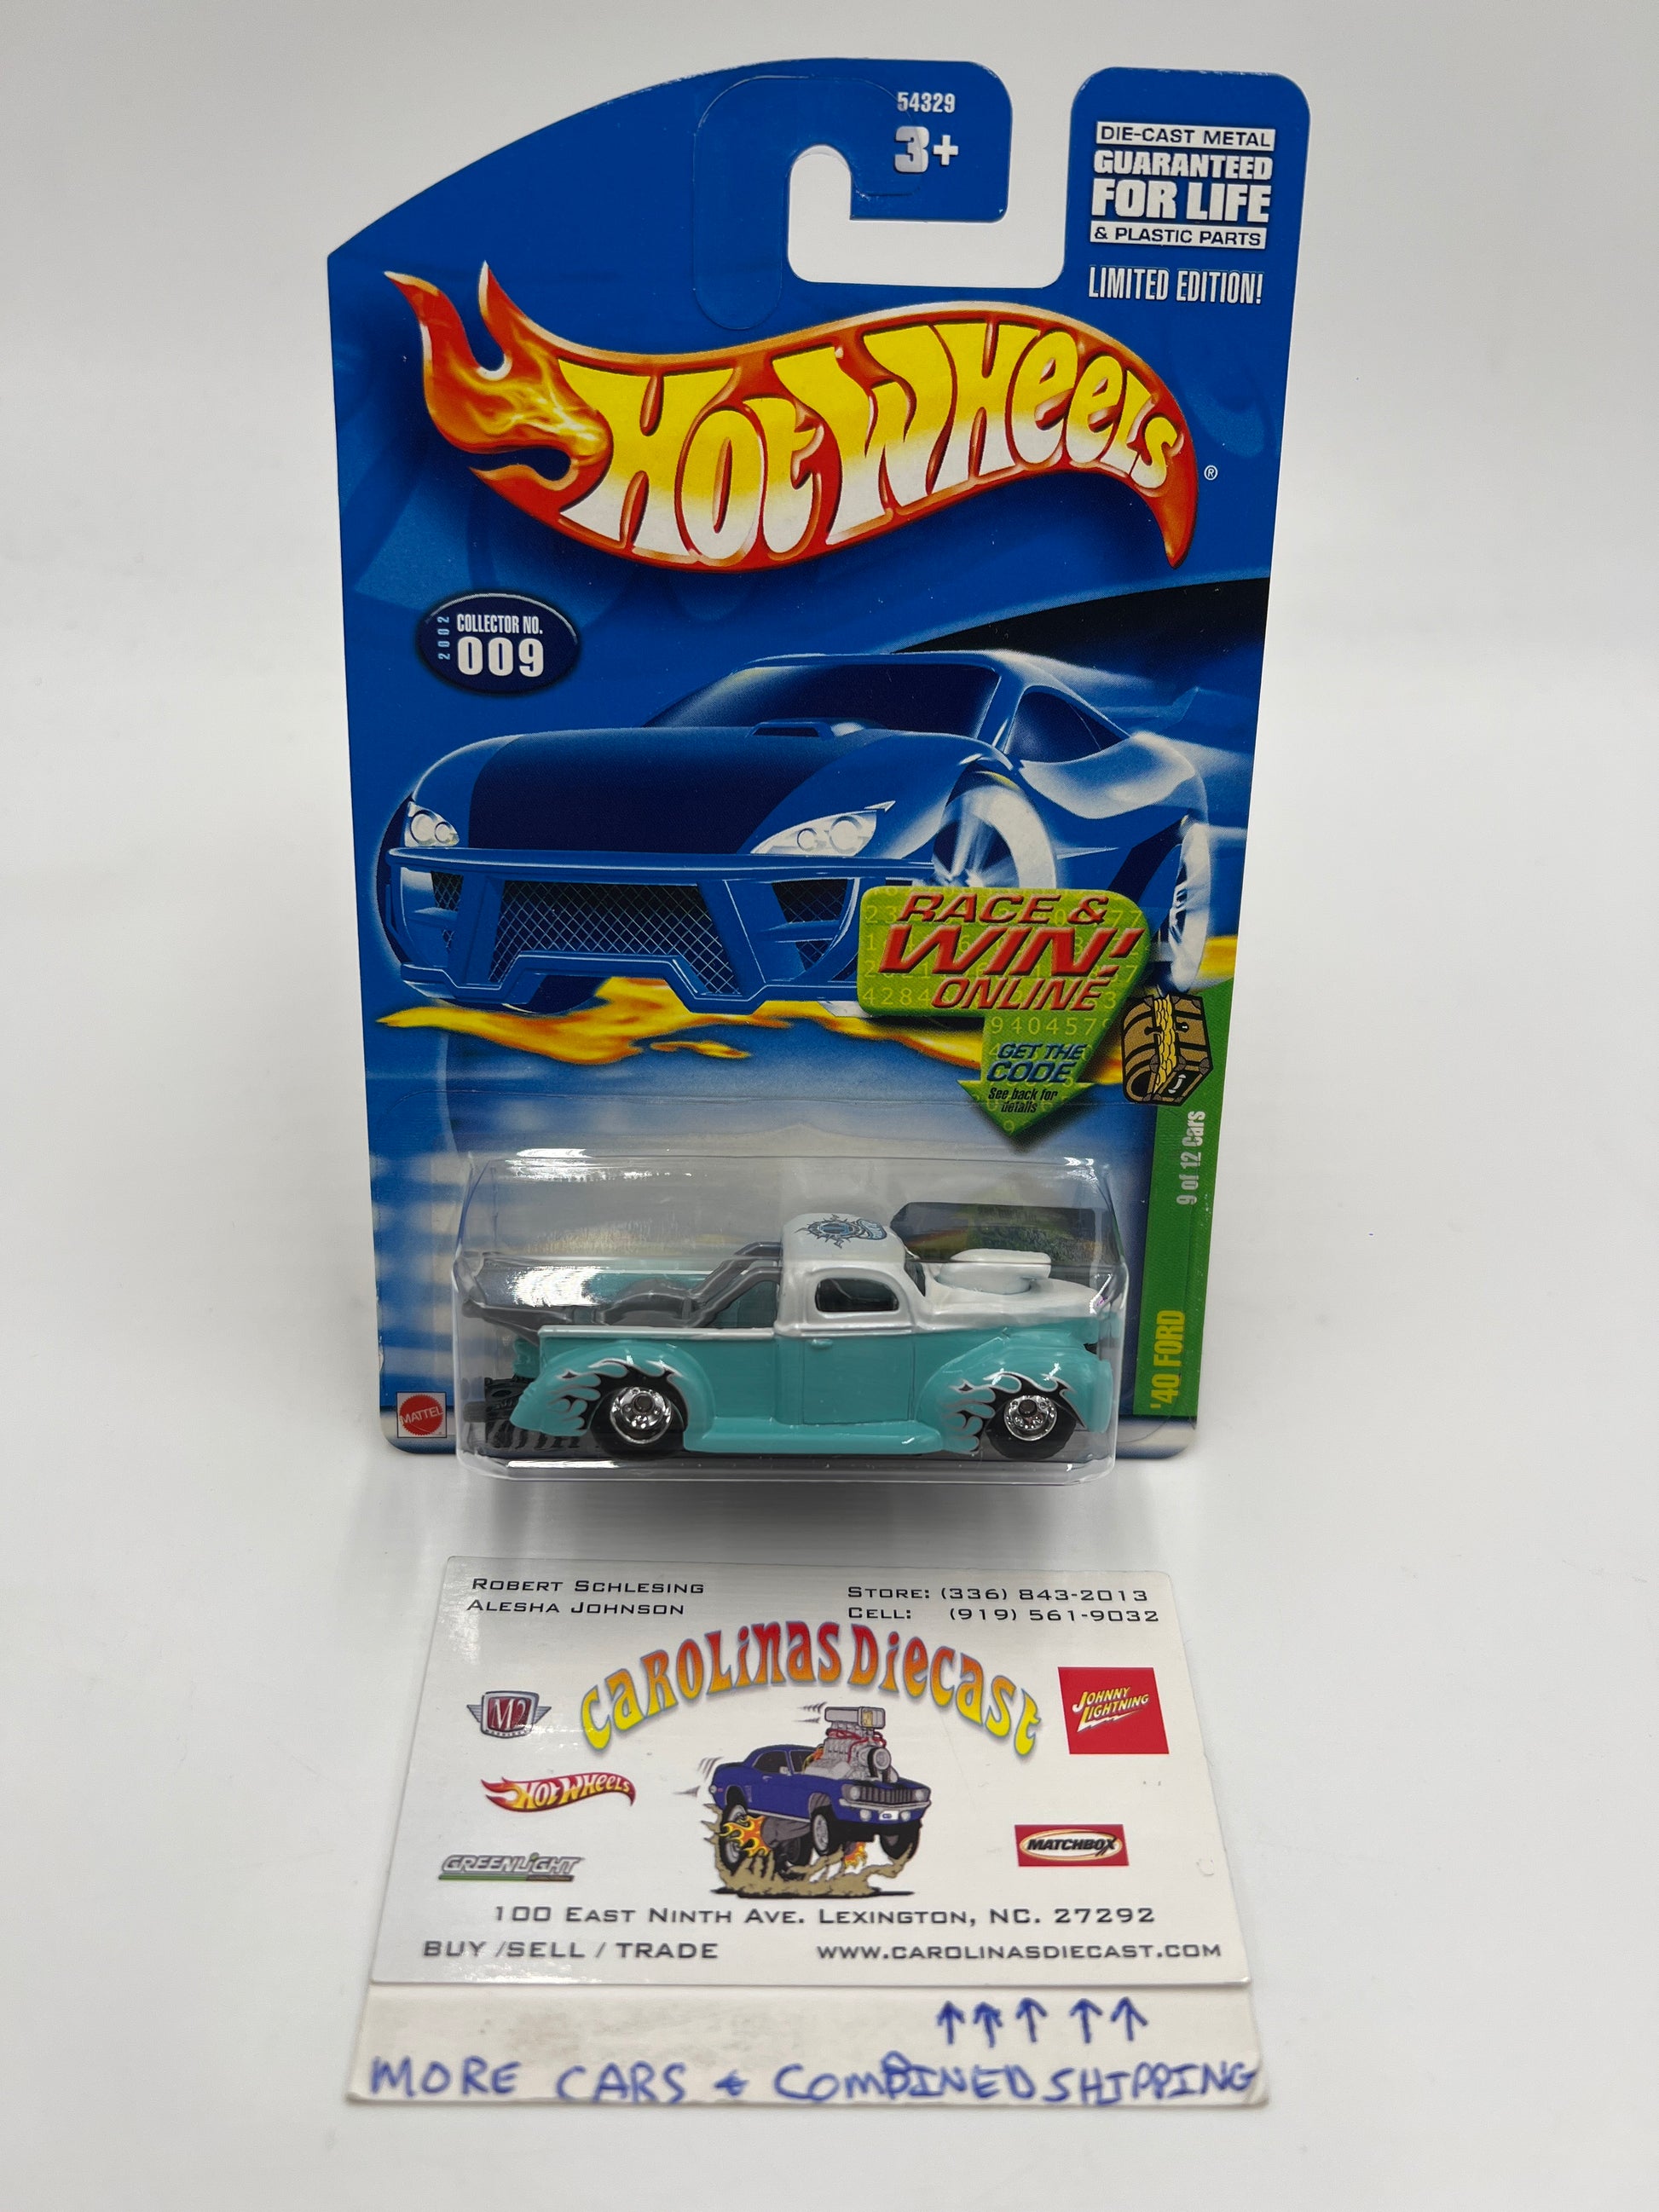 54329
3+
DIE-CAST METAL
GUARANTEED
FOR LIFE
& PLASTIC PARTS
LIMITED EDITION!
HOT WHEELS®
2002
COLLECTOR NO.
009
RACE &
WIN!
ONLINE
GET THE
CODE
See back for
details
9 of 12 Cars
'40 FORD
MATTEL
ROBERT SCHLESING
ALESHA JOHNSON
STORE: (336) 843-2013
CELL: (919) 561-9032
CAROLINAS DIECAST
M2
JOHNNY
LIGHTNING
HOT WHEELS
GREENLIGHT
MATCHBOX
100 EAST NINTH AVE. LEXINGTON, NC. 27292
BUY /SELL / TRADE
WWW.CAROLINASDIECAST.COM
↑↑↑ ↑↑
MORE CARS & COMBINED SHIPPING